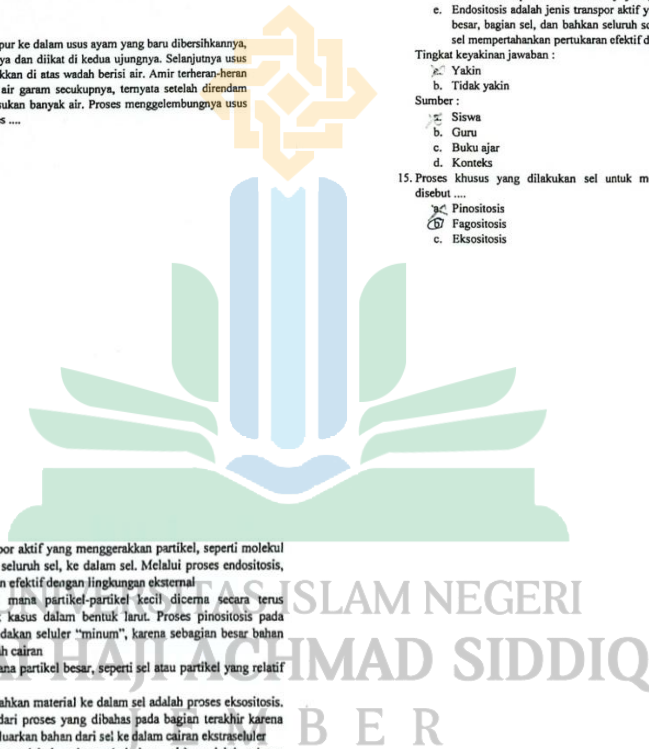 pur ke dalam usus ayam yang baru dibersihkannya,
ya dan diikat di kedua ujungnya. Selanjutnya usus
kkan di atas wadah berisi air. Amir terheran-heran
air garam secukupnya, ternyata setelah direndam
sukan banyak air. Proses menggelembungnya usus
s ....
por aktif yang menggerakkan partikel, seperti molekul
seluruh sel, ke dalam sel. Melalui proses endositosis,
n efektif dengan lingkungan eksternal
mana partikel-partikel kecil dicerna secara terus
kasus dalam bentuk larut. Proses pinositosis pada
dakan seluler “minum”, karena sebagian besar bahan
h cairan
ana partikel besar, seperti sel atau partikel yang relatif
ahkan material ke dalam sel adalah proses eksositosis.
dari proses yang dibahas pada bagian terakhir karena
luarkan bahan dari sel ke dalam cairan ekstraseluler
e. Endositosis adalah jenis transpor aktif y
besar, bagian sel, dan bahkan seluruh se
sel mempertahankan pertukaran efektif d
Tingkat keyakinan jawaban :
a. Yakin
b. Tidak yakin
Sumber :
a. Siswa
b. Guru
c. Buku ajar
d. Konteks
15. Proses khusus yang dilakukan sel untuk m
disebut ....
a. Pinositosis
b. Fagositosis
c. Eksositosis
UNIVERSITAS ISLAM NEGERI
HAJI ACHMAD SIDDIQ
J E M B E R